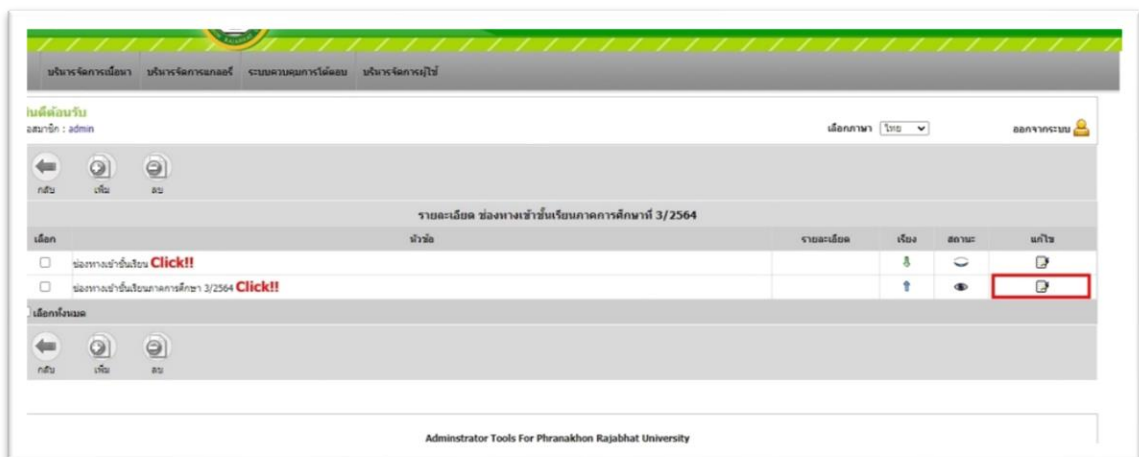 บริหารจัดการเนื้อหา บริหารจัดการแกลอรี่ ระบบควบคุมการโต้ตอบ บริหารจัดการผู้ใช้
ยินดีต้อนรับ
อสมาชิก : admin เลือกภาษา ไทย ออกจากระบบ
กลับ เพิ่ม ลบ
รายละเอียด ช่องทางเข้าชั้นเรียนภาคการศึกษาที่ 3/2564
เลือก หัวข้อ รายละเอียด เรียง สถานะ แก้ไข
ช่องทางเข้าชั้นเรียน Click!!
ช่องทางเข้าชั้นเรียนภาคการศึกษา 3/2564 Click!!
เลือกทั้งหมด
กลับ เพิ่ม ลบ
Adminstrator Tools For Phranakhon Rajabhat University